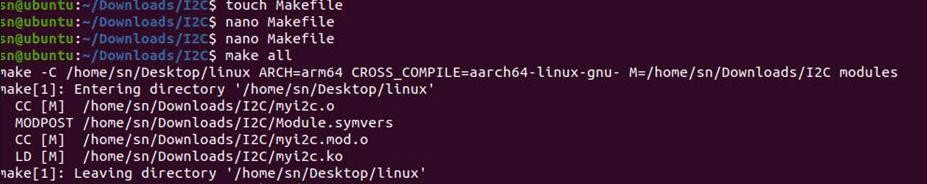 sn@ubuntu:~/Downloads/I2C$ touch Makefile
sn@ubuntu:~/Downloads/I2C$ nano Makefile
sn@ubuntu:~/Downloads/I2C$ nano Makefile
sn@ubuntu:~/Downloads/I2C$ make all
make -C /home/sn/Desktop/linux ARCH=arm64 CROSS_COMPILE=aarch64-linux-gnu- M=/home/sn/Downloads/I2C modules
make[1]: Entering directory '/home/sn/Desktop/linux'
CC [M] /home/sn/Downloads/I2C/myi2c.o
MODPOST /home/sn/Downloads/I2C/Module.symvers
CC [M] /home/sn/Downloads/I2C/myi2c.mod.o
LD [M] /home/sn/Downloads/I2C/myi2c.ko
make[1]: Leaving directory '/home/sn/Desktop/linux'